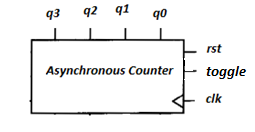 q3 q2 q1 q0
rst
Asynchronous Counter toggle
clk